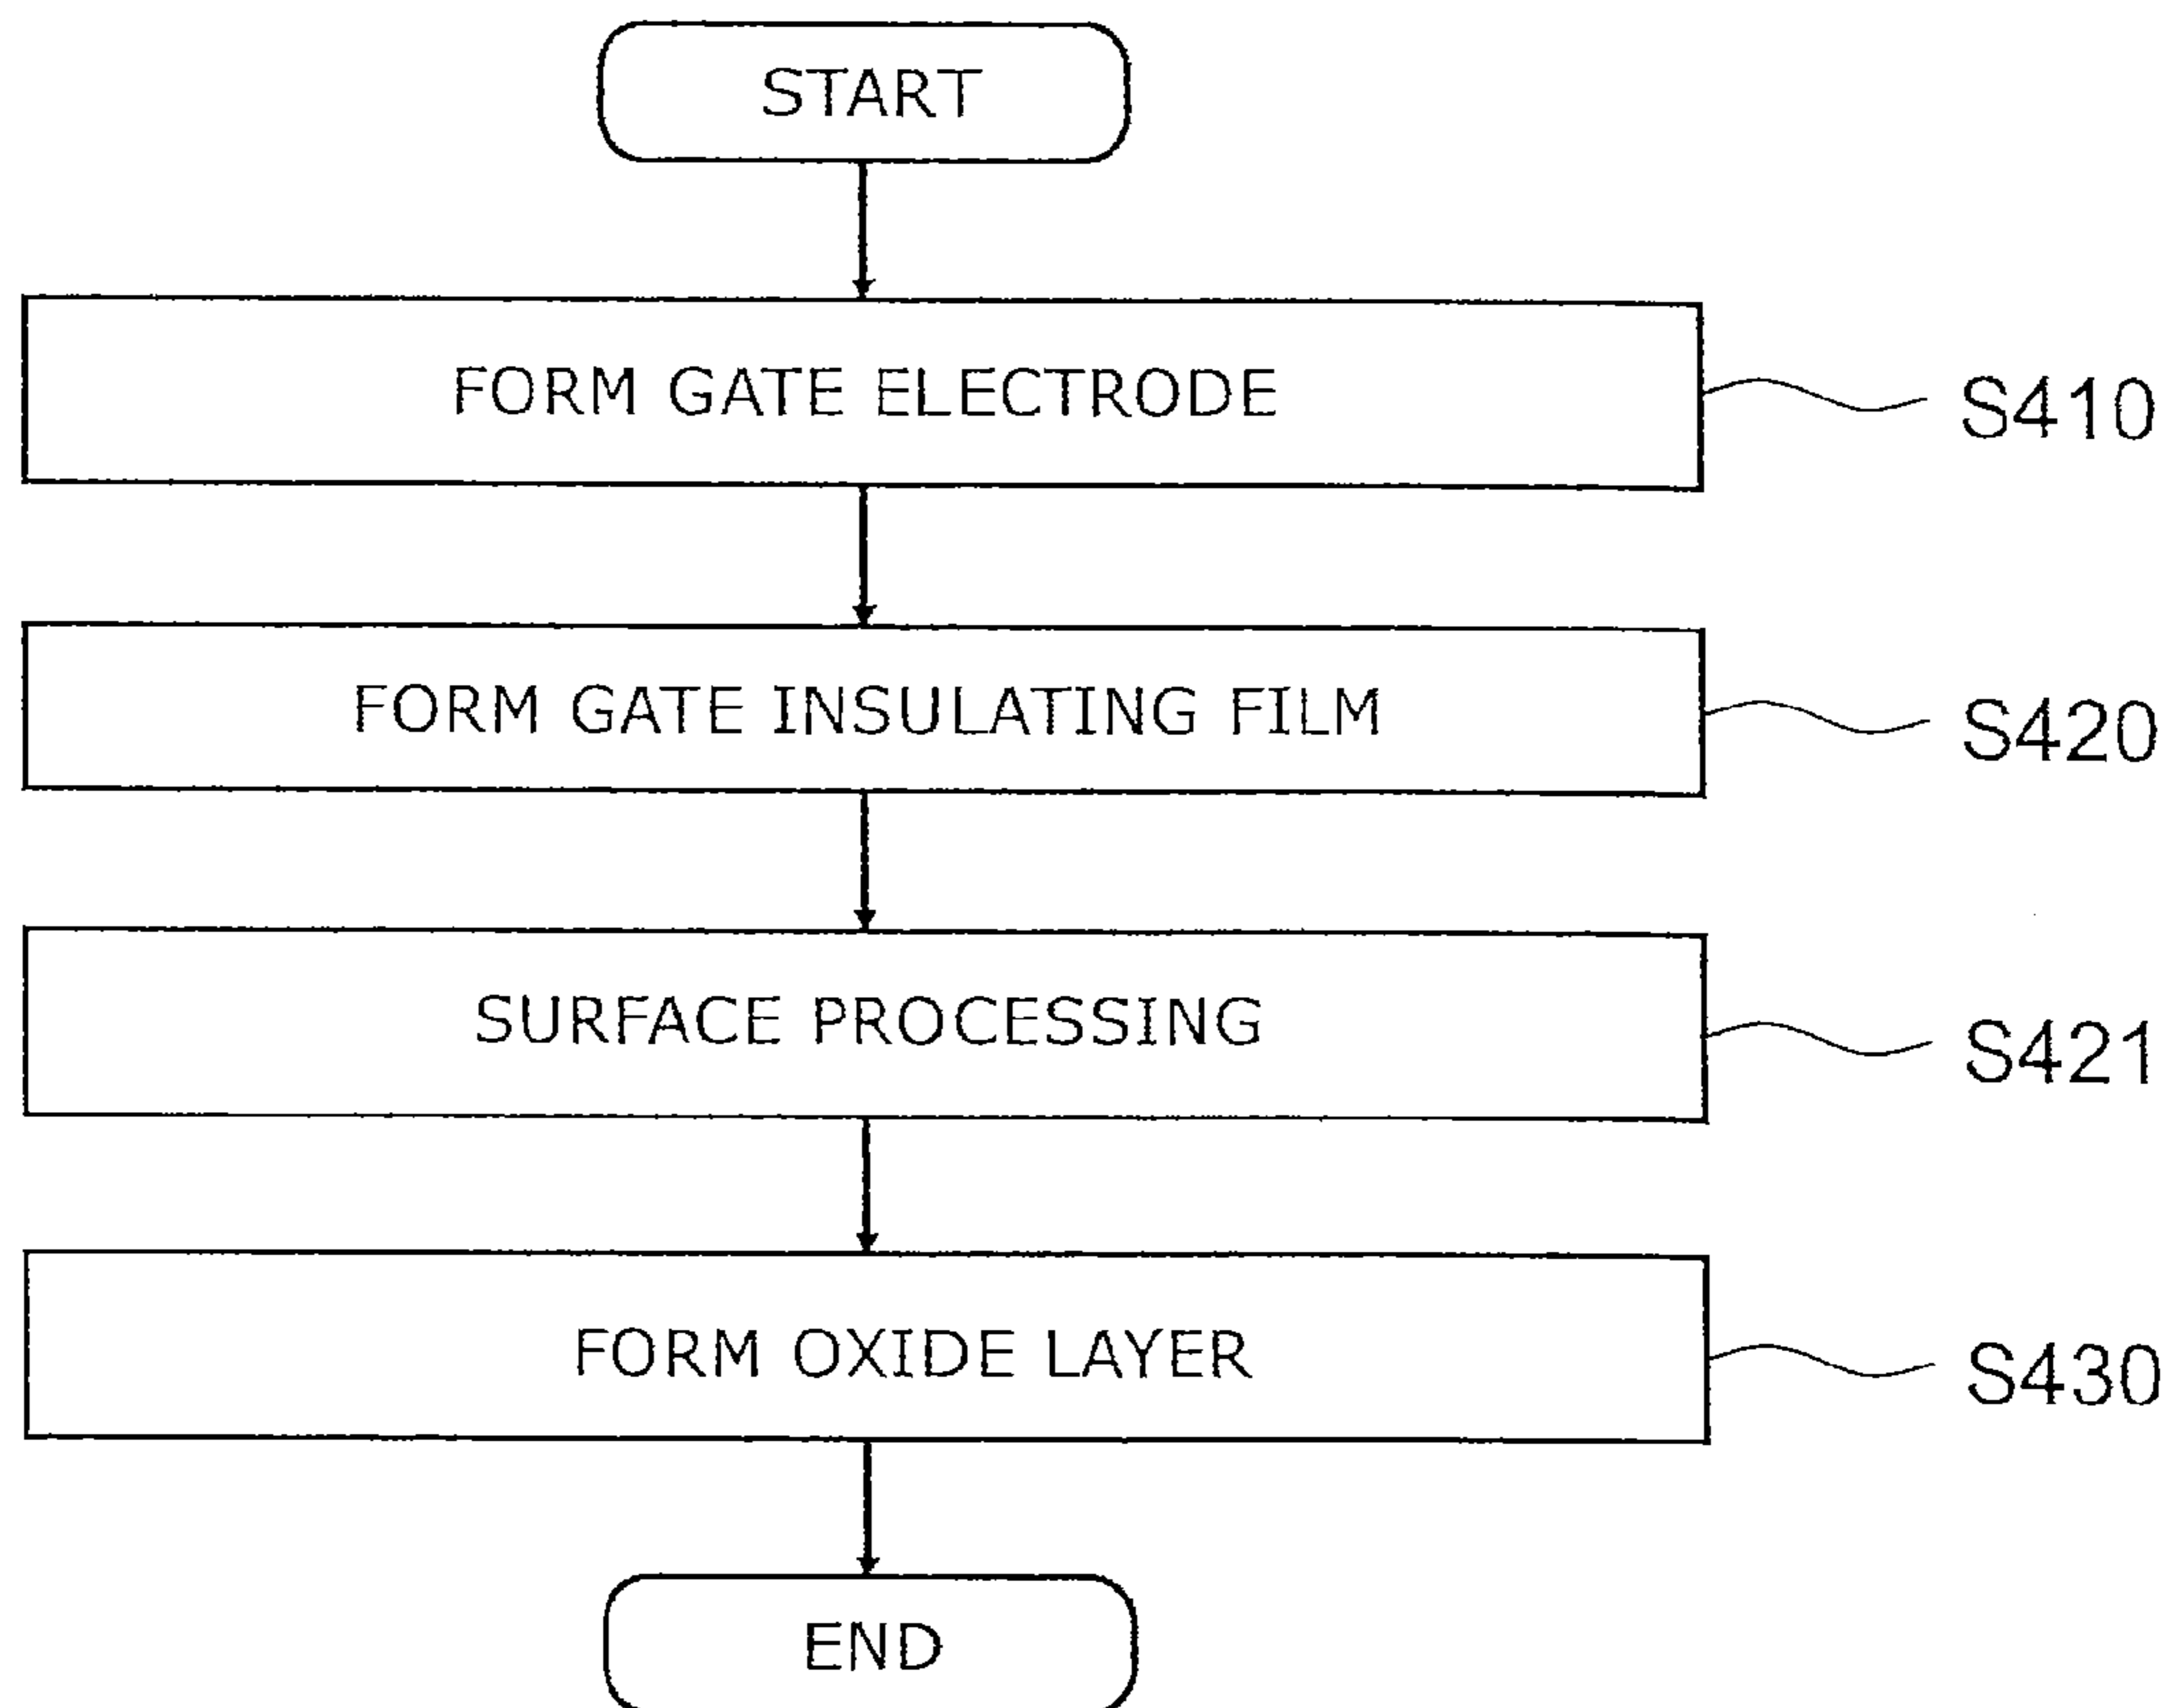 START
FORM GATE ELECTRODE
S410
FORM GATE INSULATING FILM
S420
SURFACE PROCESSING
S421
FORM OXIDE LAYER
S430
END